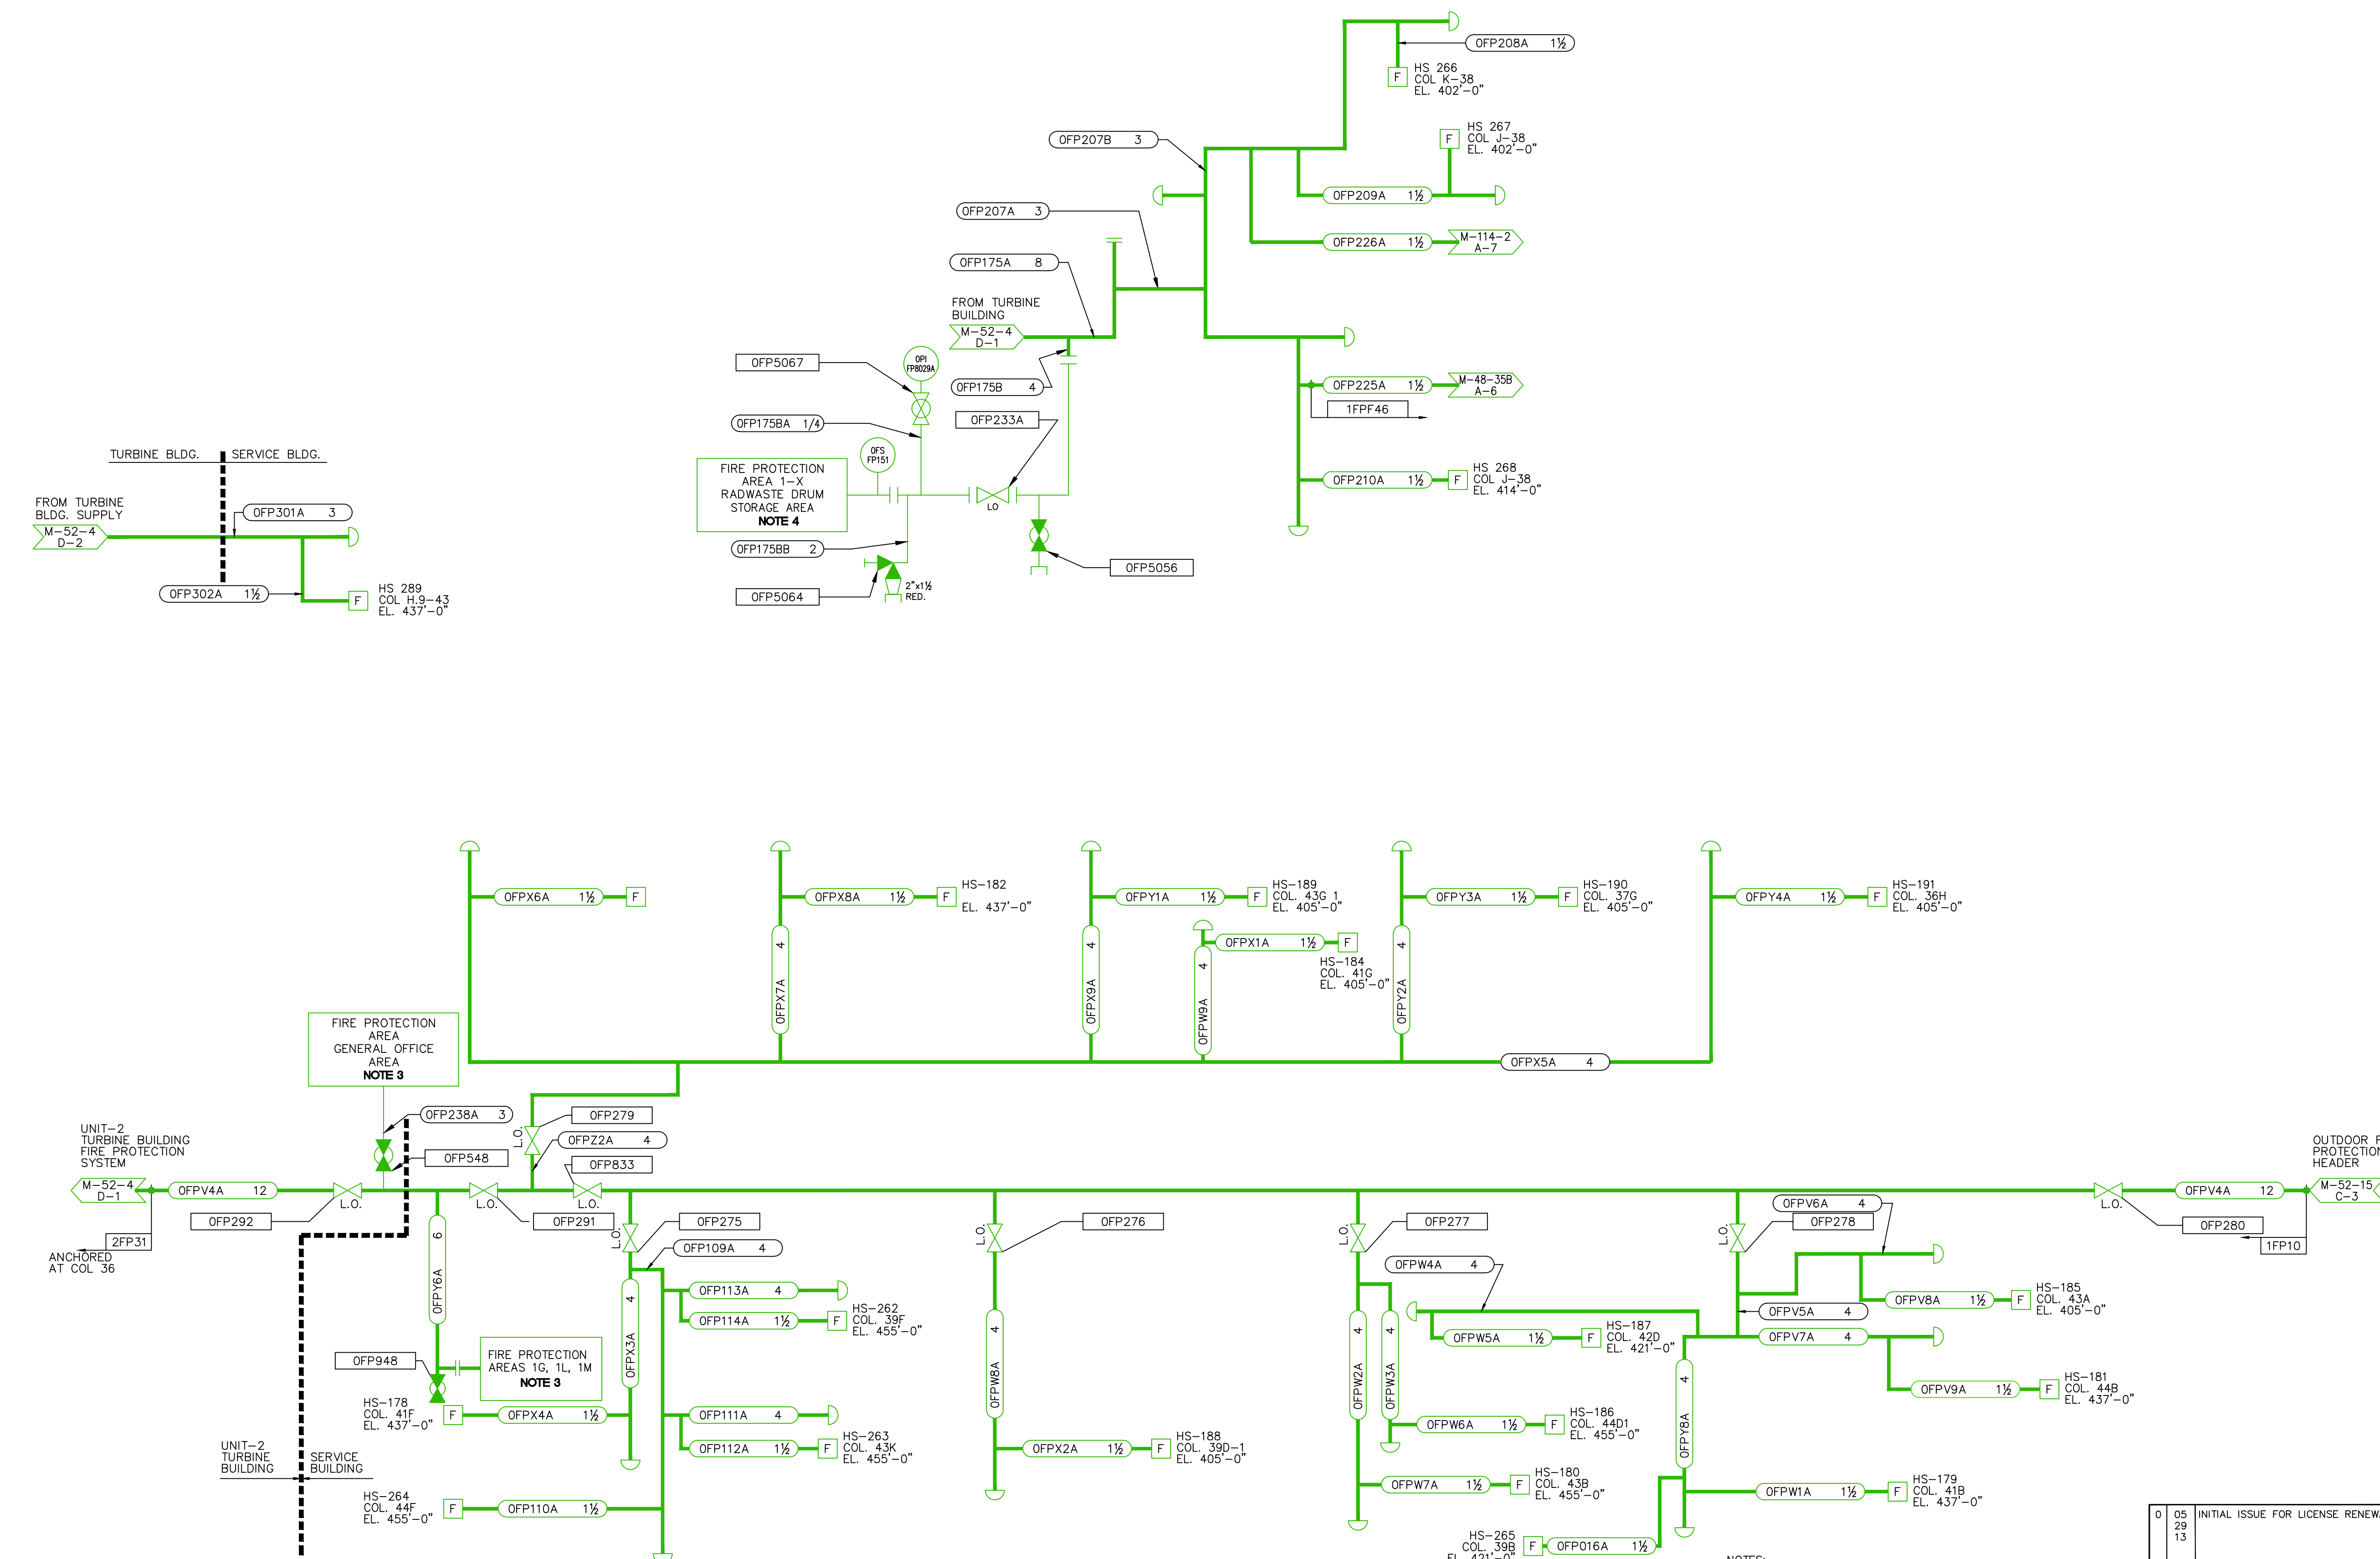 0FP208A 1½
F
HS 266
COL K-38
EL. 402'-0"
HS 267
COL J-38
EL. 402'-0"
F
0FP207B 3
0FP209A 1½
0FP207A 3
0FP226A 1½
M-114-2
A-7
0FP175A 8
FROM TURBINE
BUILDING
M-52-4
D-1
0FP5067
0PI
FP8029A
0FP175B 4
0FP225A 1½
M-48-35B
A-6
1FPF46
0FP175BA 1/4
0FP233A
0FS
FP151
FIRE PROTECTION
AREA 1-X
RADWASTE DRUM
STORAGE AREA
NOTE 4
LO
0FP210A 1½
F
HS 268
COL J-38
EL. 414'-0"
0FP175BB 2
0FP5056
0FP5064
2"x1½
RED.
TURBINE BLDG.
SERVICE BLDG.
FROM TURBINE
BLDG. SUPPLY
M-52-4
D-2
0FP301A 3
0FP302A 1½
F
HS 289
COL H.9-43
EL. 437'-0"
0FPX6A 1½
F
0FPX8A 1½
F
HS-182
EL. 437'-0"
0FPY1A 1½
F
HS-189
COL. 43G 1
EL. 405'-0"
0FPY3A 1½
F
HS-190
COL. 37G
EL. 405'-0"
0FPY4A 1½
F
HS-191
COL. 36H
EL. 405'-0"
0FPX7A 4
0FPX9A 4
0FPW9A 4
0FPX1A 1½
F
HS-184
COL. 41G
EL. 405'-0"
0FPY2A 4
0FPX5A 4
FIRE PROTECTION
AREA
GENERAL OFFICE
AREA
NOTE 3
0FP238A 3
0FP548
0FP279
L.O.
0FPZ2A 4
0FP833
UNIT-2
TURBINE BUILDING
FIRE PROTECTION
SYSTEM
M-52-4
D-1
0FPV4A 12
L.O.
0FP292
L.O.
0FP291
L.O.
2FP31
ANCHORED
AT COL 36
L.O.
0FP275
0FP109A 4
L.O.
0FP276
L.O.
0FP277
L.O.
0FP278
0FPV6A 4
L.O.
0FPV4A 12
0FP280
1FP10
OUTDOOR F
PROTECTION
HEADER
M-52-15
C-3
0FPY6A 6
0FP948
FIRE PROTECTION
AREAS 1G, 1L, 1M
NOTE 3
0FPX3A 4
0FP113A 4
0FP114A 1½
F
HS-262
COL. 39F
EL. 455'-0"
HS-178
COL. 41F
EL. 437'-0"
F
0FPX4A 1½
0FP111A 4
0FP112A 1½
F
HS-263
COL. 43K
EL. 455'-0"
HS-264
COL. 44F
EL. 455'-0"
F
0FP110A 1½
UNIT-2
TURBINE
BUILDING
SERVICE
BUILDING
0FPW8A 4
0FPX2A 1½
F
HS-188
COL. 39D-1
EL. 405'-0"
0FPW2A 4
0FPW3A 4
0FPW4A 4
0FPW5A 1½
F
HS-187
COL. 42D
EL. 421'-0"
0FPW6A 1½
F
HS-186
COL. 44D1
EL. 455'-0"
0FPW7A 1½
F
HS-180
COL. 43B
EL. 455'-0"
0FPV5A 4
0FPV7A 4
0FPV8A 1½
F
HS-185
COL. 43A
EL. 405'-0"
0FPV9A 1½
F
HS-181
COL. 44B
EL. 437'-0"
0FPY8A 4
0FPW1A 1½
F
HS-179
COL. 41B
EL. 437'-0"
HS-265
COL. 39B
EL. 421'-0"
F
0FP016A 1½
NOTES:
0
05
29
13
INITIAL ISSUE FOR LICENSE RENEW